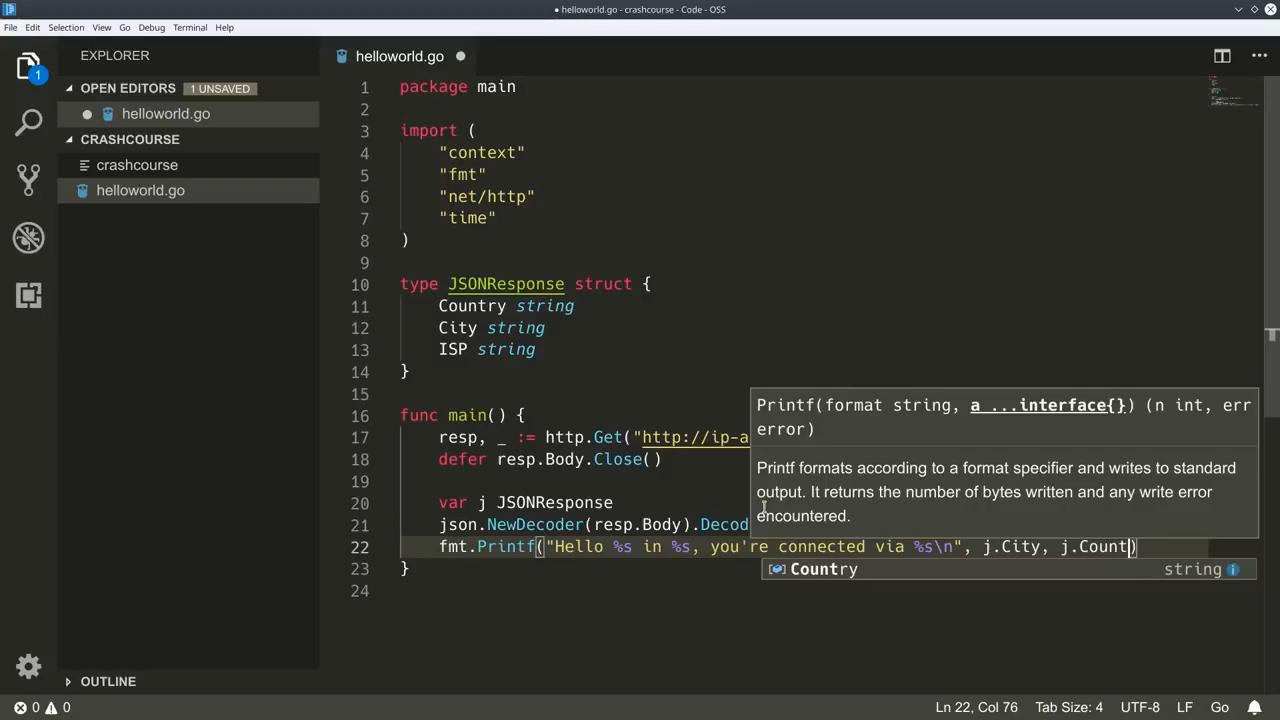 ● helloworld.go - crashcourse - Code - OSS
File Edit Selection View Go Debug Terminal Help
EXPLORER
OPEN EDITORS 1 UNSAVED
● helloworld.go
CRASHCOURSE
crashcourse
helloworld.go
OUTLINE
1
helloworld.go ●
1 package main
2
3 import (
4 "context"
5 "fmt"
6 "net/http"
7 "time"
8 )
9
10 type JSONResponse struct {
11 Country string
12 City string
13 ISP string
14 }
15
16 func main() {
17 resp, _ := http.Get("http://ip-a
18 defer resp.Body.Close()
19
20 var j JSONResponse
21 json.NewDecoder(resp.Body).Decod
22 fmt.Printf("Hello %s in %s, you're connected via %s\n", j.City, j.Count)
23 }
24
Printf(format string, a ...interface{}) (n int, err
error)
Printf formats according to a format specifier and writes to standard
output. It returns the number of bytes written and any write error
encountered.
Country string
0 0
Ln 22, Col 76 Tab Size: 4 UTF-8 LF Go